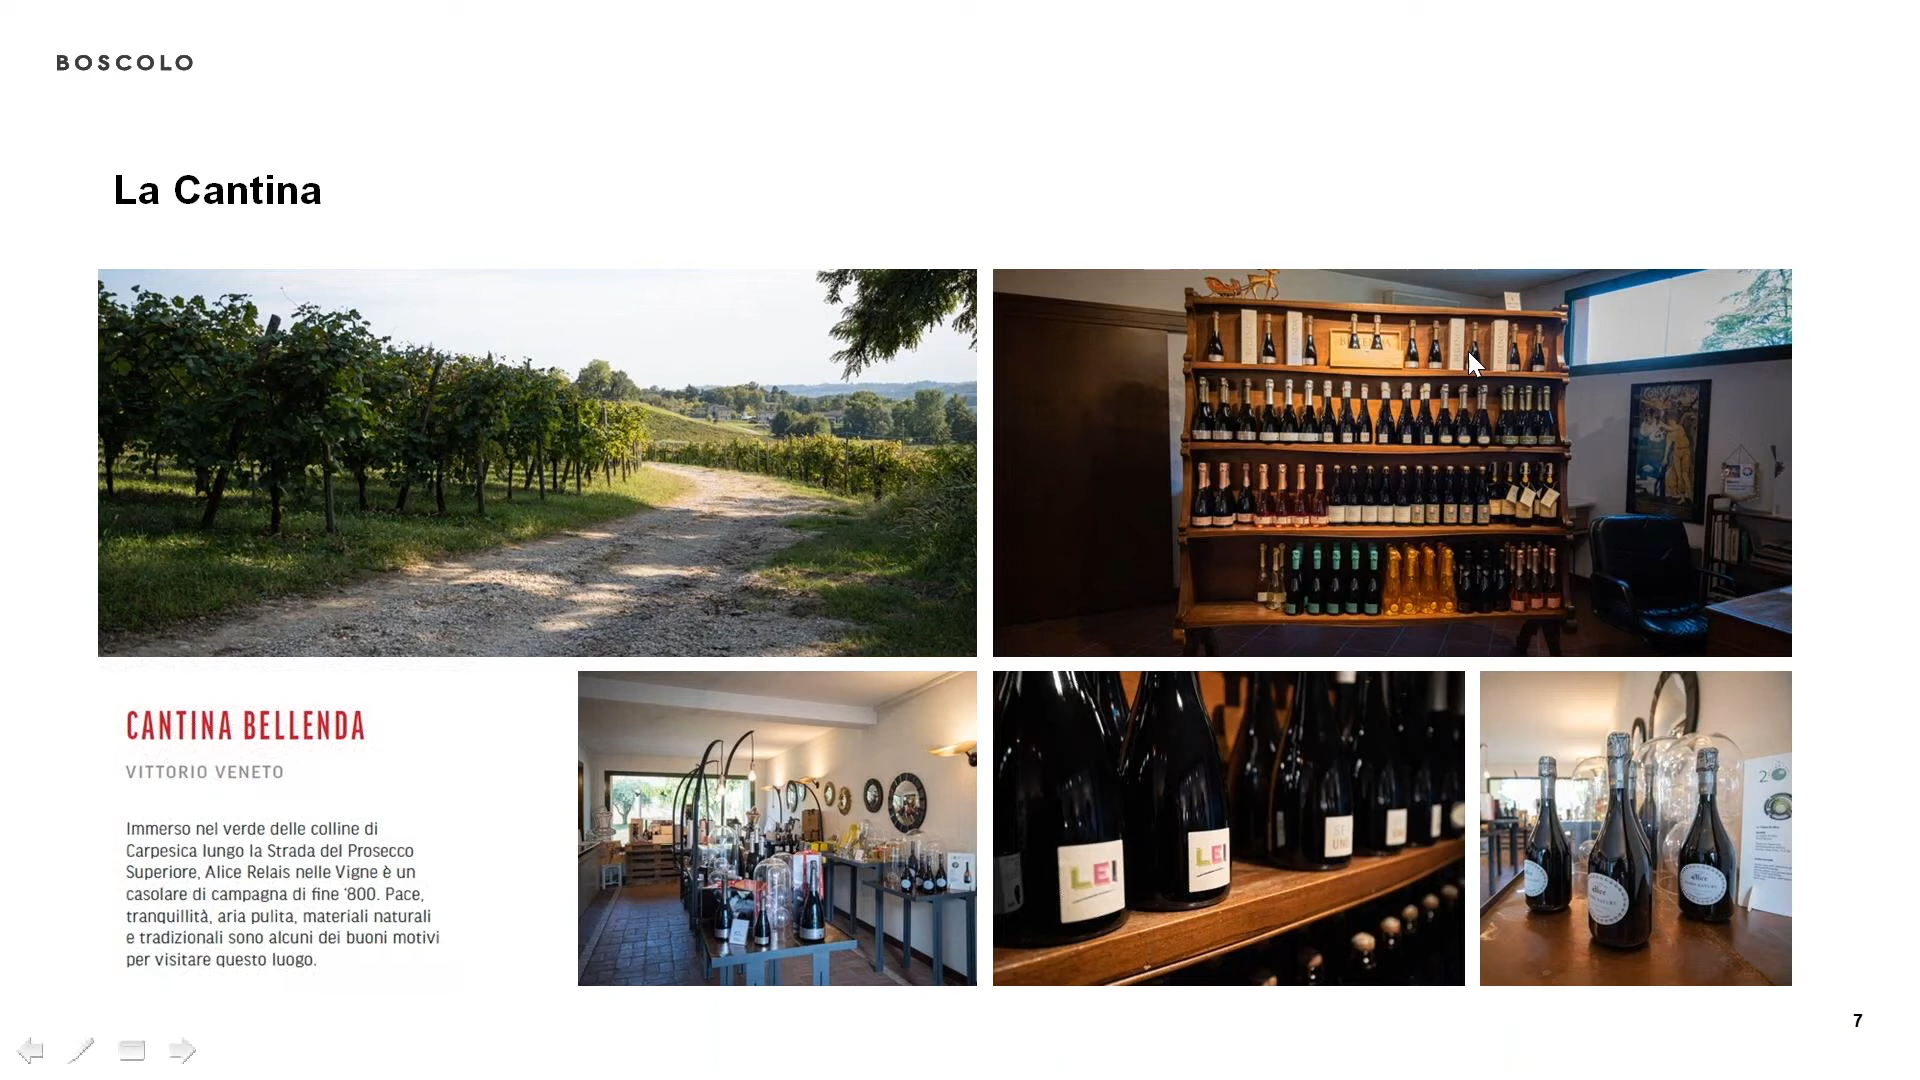 BOSCOLO
La Cantina
BELLENDA
CANTINA BELLENDA
VITTORIO VENETO
Immerso nel verde delle colline di
Carpesica lungo la Strada del Prosecco
Superiore, Alice Relais nelle Vigne è un
casolare di campagna di fine ‘800. Pace,
tranquillità, aria pulita, materiali naturali
e tradizionali sono alcuni dei buoni motivi
per visitare questo luogo.
LEI
LEI
7